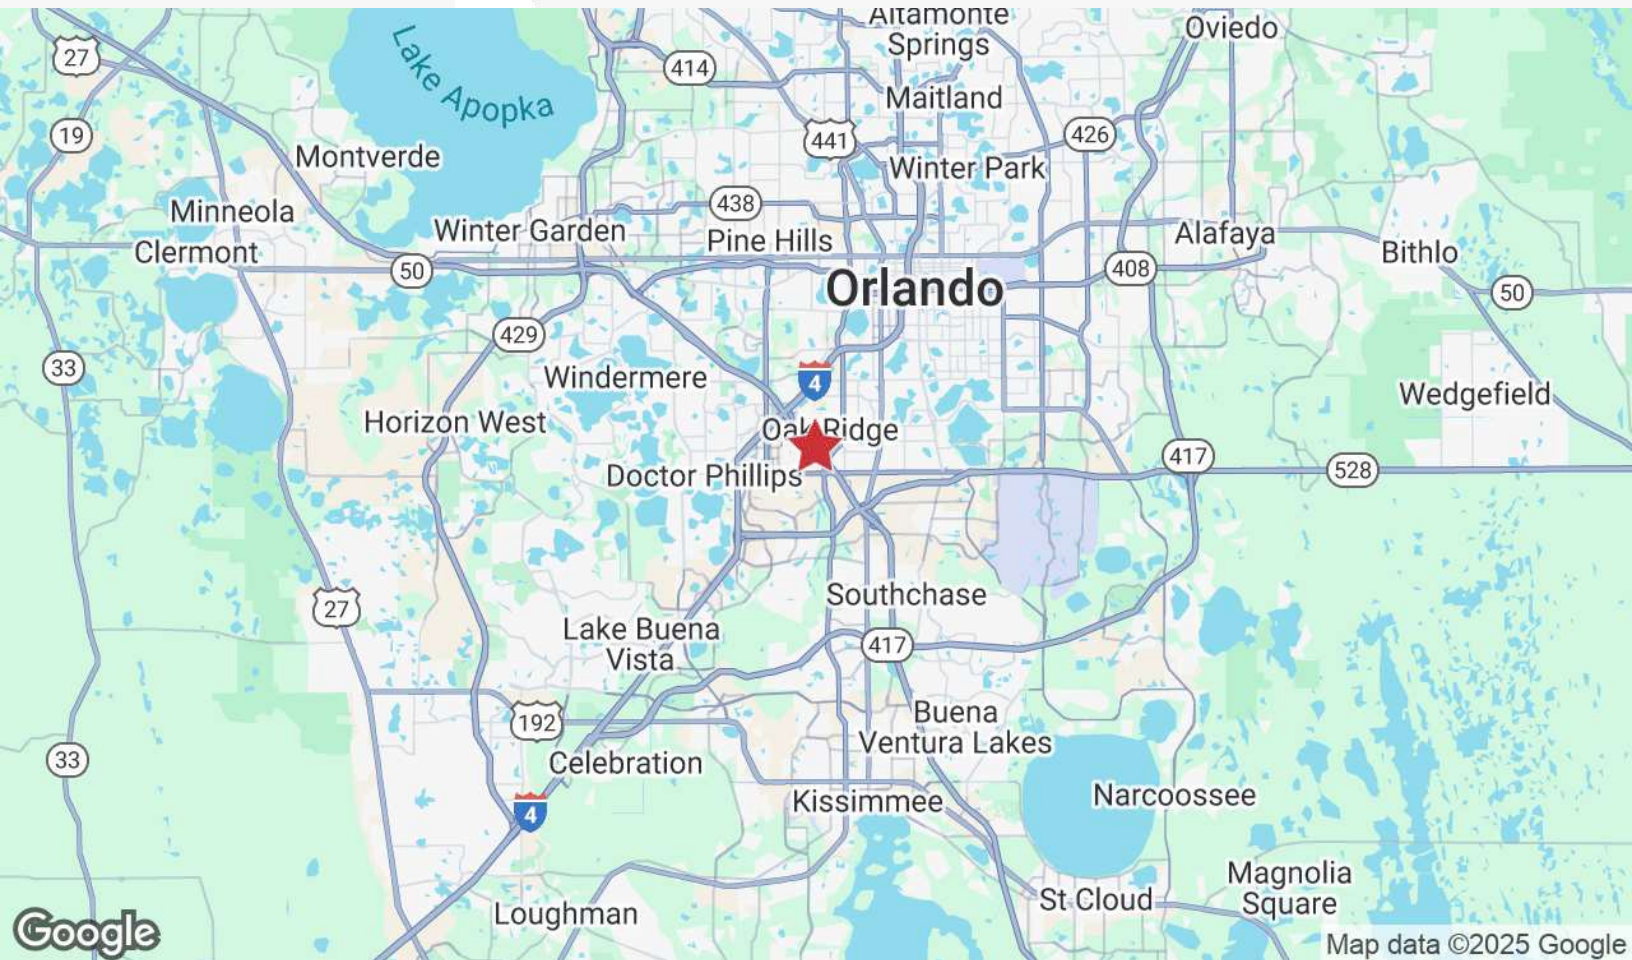 Altamonte
Springs
Oviedo
27
414
Lake Apopka
Maitland
19
441
426
Montverde
Winter Park
438
Minneola
Winter Garden
Pine Hills
Alafaya
Clermont
Bithlo
50
408
Orlando
50
429
33
Windermere
4
Wedgefield
Horizon West
Oak Ridge
417
528
Doctor Phillips
27
Southchase
Lake Buena
Vista
417
192
Buena
Ventura Lakes
33
Celebration
Kissimmee
Narcoossee
4
Magnolia
Square
St Cloud
Loughman
Google
Map data ©2025 Google